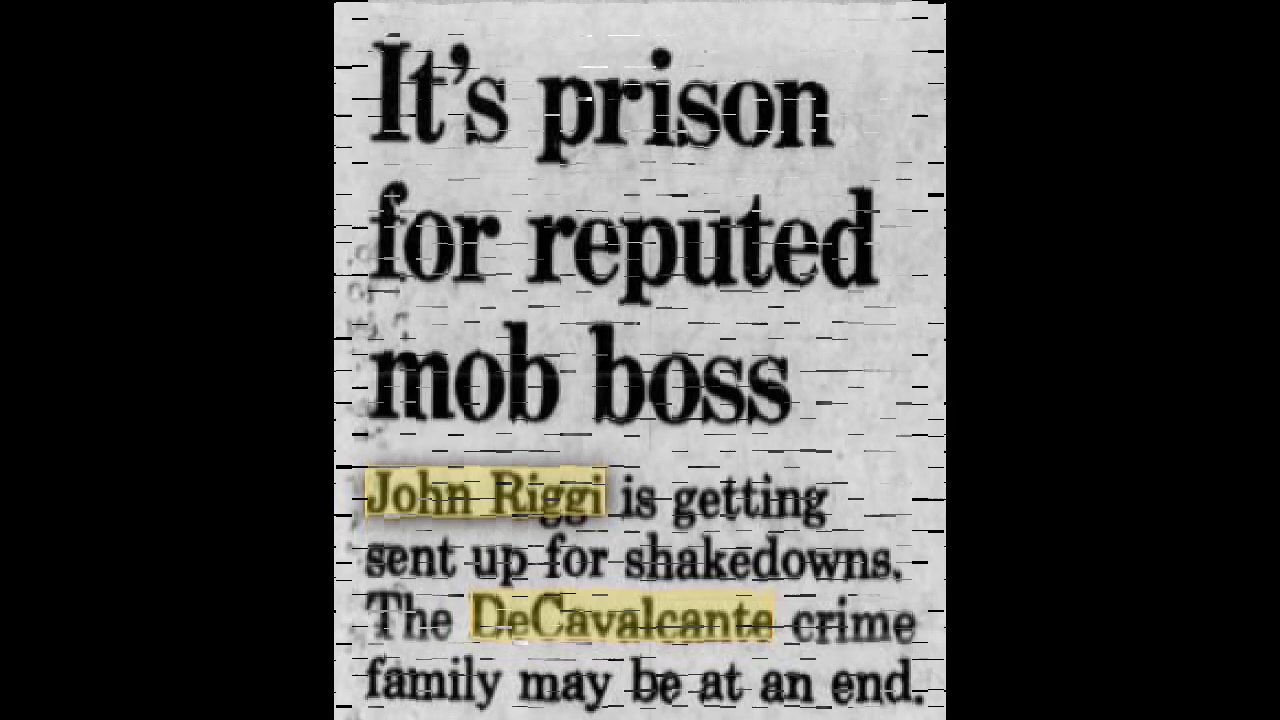 It's prison
for reputed
mob boss
John Riggi is getting
sent up for shakedowns.
The DeCavalcante crime
family may be at an end.